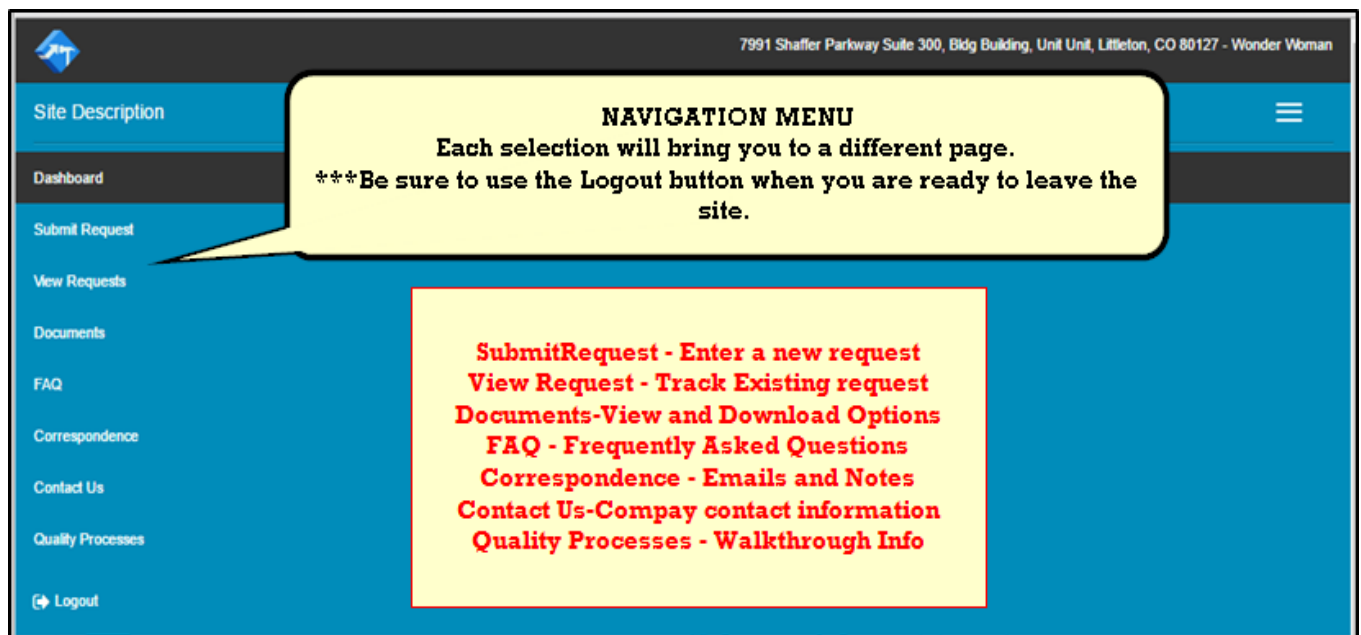 7991 Shaffer Parkway Suite 300, Bldg Building, Unit Unit, Littleton, CO 80127 - Wonder Woman
Site Description
NAVIGATION MENU
Each selection will bring you to a different page.
***Be sure to use the Logout button when you are ready to leave the
site.
Dashboard
Submit Request
View Requests
Documents
FAQ
Correspondence
Contact Us
Quality Processes
Logout
SubmitRequest - Enter a new request
View Request - Track Existing request
Documents-View and Download Options
FAQ - Frequently Asked Questions
Correspondence - Emails and Notes
Contact Us-Compay contact information
Quality Processes - Walkthrough Info